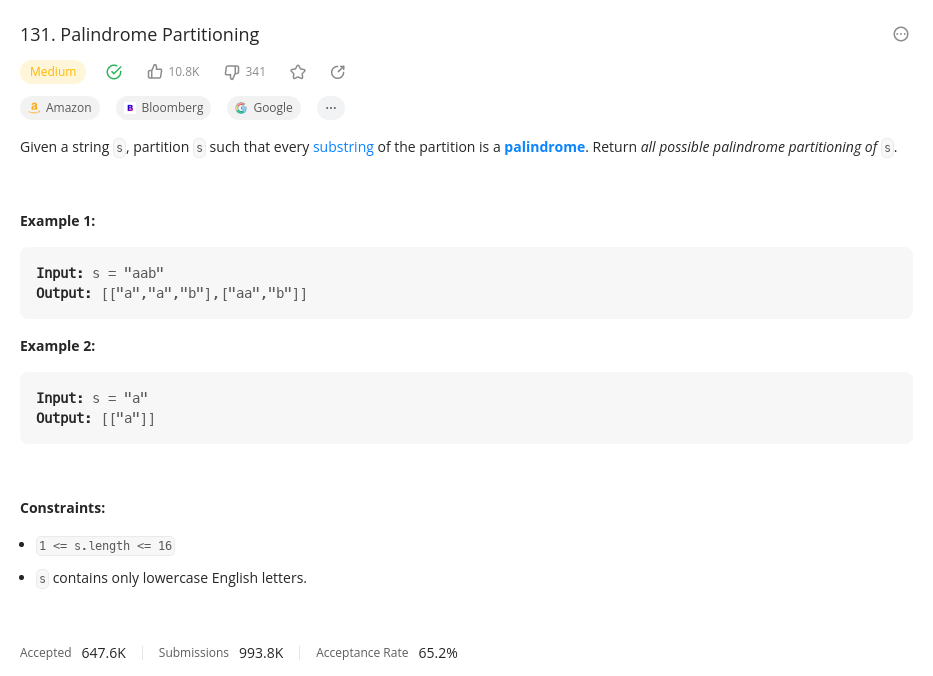 131. Palindrome Partitioning
Medium 10.8K 341
a Amazon B Bloomberg G Google ...
Given a string s, partition s such that every substring of the partition is a palindrome. Return all possible palindrome partitioning of s.
Example 1:
Input: s = "aab"
Output: [["a","a","b"],["aa","b"]]
Example 2:
Input: s = "a"
Output: [["a"]]
Constraints:
• 1 <= s.length <= 16
• s contains only lowercase English letters.
Accepted 647.6K Submissions 993.8K Acceptance Rate 65.2%